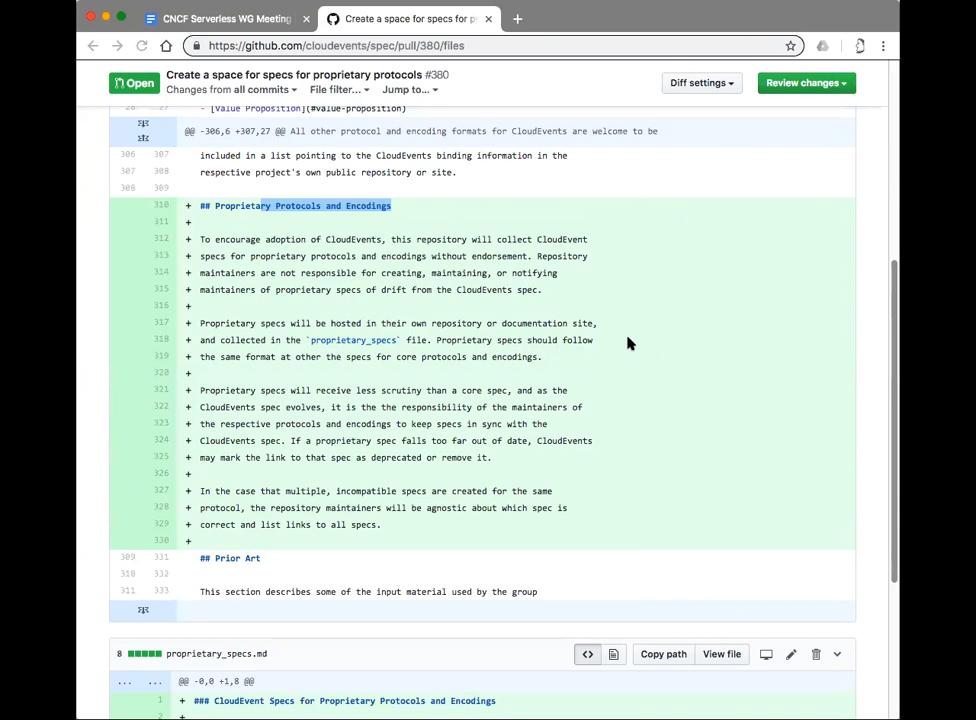 CNCF Serverless WG Meeting
Create a space for specs for p
https://github.com/cloudevents/spec/pull/380/files
Open
Create a space for specs for proprietary protocols #380
Changes from all commits
File filter...
Jump to...
Diff settings
Review changes
- [Value Proposition](#value-proposition)
@@ -306,6 +307,27 @@ All other protocol and encoding formats for CloudEvents are welcome to be
306 307 included in a list pointing to the CloudEvents binding information in the
307 308 respective project's own public repository or site.
308 309
310 + ## Proprietary Protocols and Encodings
311 +
312 + To encourage adoption of CloudEvents, this repository will collect CloudEvent
313 + specs for proprietary protocols and encodings without endorsement. Repository
314 + maintainers are not responsible for creating, maintaining, or notifying
315 + maintainers of proprietary specs of drift from the CloudEvents spec.
316 +
317 + Proprietary specs will be hosted in their own repository or documentation site,
318 + and collected in the `proprietary_specs` file. Proprietary specs should follow
319 + the same format at other the specs for core protocols and encodings.
320 +
321 + Proprietary specs will receive less scrutiny than a core spec, and as the
322 + CloudEvents spec evolves, it is the the responsibility of the maintainers of
323 + the respective protocols and encodings to keep specs in sync with the
324 + CloudEvents spec. If a proprietary spec falls too far out of date, CloudEvents
325 + may mark the link to that spec as deprecated or remove it.
326 +
327 + In the case that multiple, incompatible specs are created for the same
328 + protocol, the repository maintainers will be agnostic about which spec is
329 + correct and list links to all specs.
330 +
309 331 ## Prior Art
310 332
311 333 This section describes some of the input material used by the group
8 proprietary_specs.md
Copy path
View file
... ... @@ -0,0 +1,8 @@
1 + ### CloudEvent Specs for Proprietary Protocols and Encodings
2 +